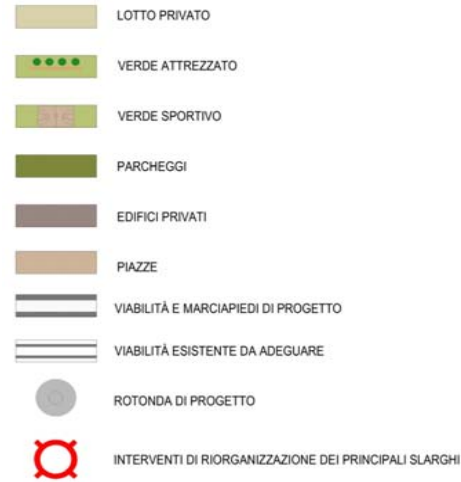 LOTTO PRIVATO
VERDE ATTREZZATO
VERDE SPORTIVO
PARCHEGGI
EDIFICI PRIVATI
PIAZZE
VIABILITÀ E MARCIAPIEDI DI PROGETTO
VIABILITÀ ESISTENTE DA ADEGUARE
ROTONDA DI PROGETTO
INTERVENTI DI RIORGANIZZAZIONE DEI PRINCIPALI SLARGHI